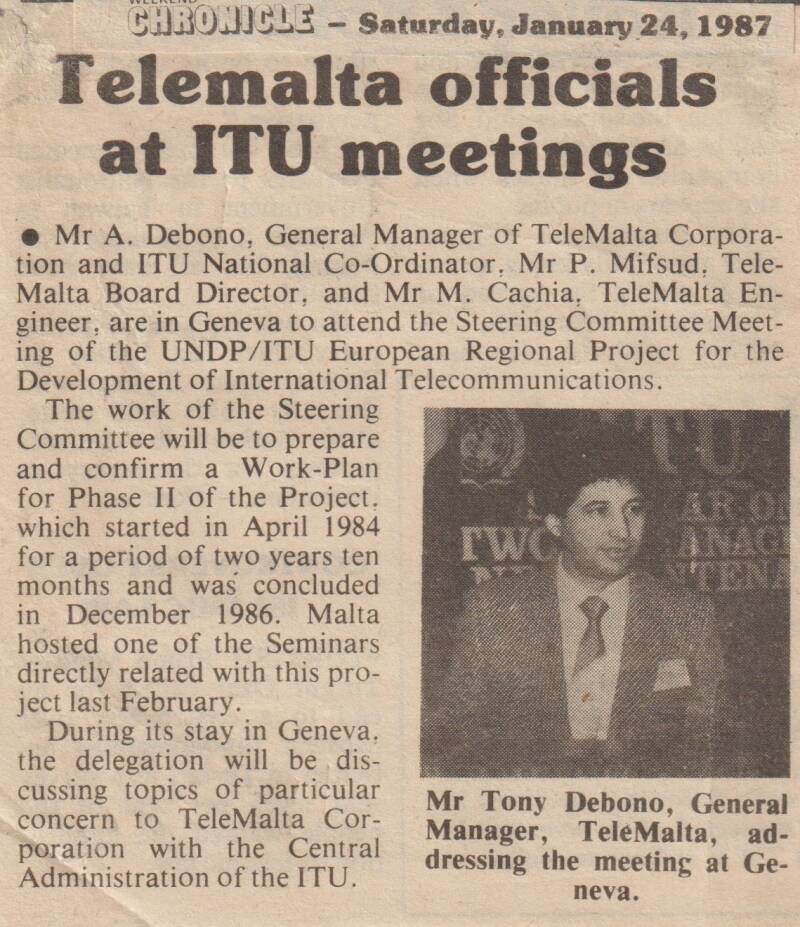 WEEKEND
CHRONICLE – Saturday, January 24, 1987
Telemalta officials
at ITU meetings
● Mr A. Debono, General Manager of TeleMalta Corpora-
tion and ITU National Co-Ordinator, Mr P. Mifsud, Tele-
Malta Board Director, and Mr M. Cachia, TeleMalta En-
gineer, are in Geneva to attend the Steering Committee Meet-
ing of the UNDP/ITU European Regional Project for the
Development of International Telecommunications.
The work of the Steering
Committee will be to prepare
and confirm a Work-Plan
for Phase II of the Project,
which started in April 1984
for a period of two years ten
months and was concluded
in December 1986. Malta
hosted one of the Seminars
directly related with this pro-
ject last February.
During its stay in Geneva,
the delegation will be dis-
cussing topics of particular
concern to TeleMalta Cor-
poration with the Central
Administration of the ITU.
TU
AR ON
TWO
ANAG
NTENA
Mr Tony Debono, General
Manager, TeleMalta, ad-
dressing the meeting at Ge-
neva.